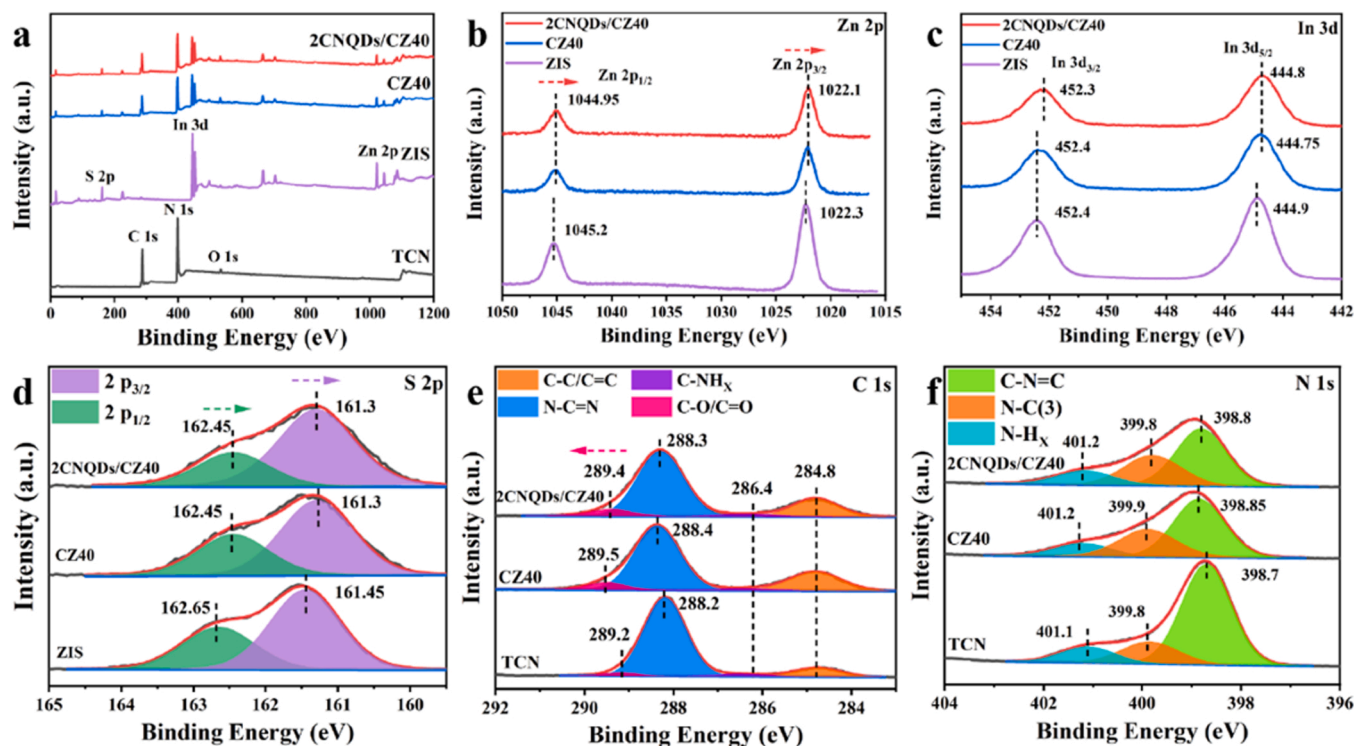 a
2CNQDs/CZ40
CZ40
In 3d
Zn 2p
ZIS
S 2p
N 1s
C 1s
O 1s
TCN
Intensity (a.u.)
0 200 400 600 800 1000 1200
Binding Energy (eV)
b
2CNQDs/CZ40
CZ40
ZIS
Zn 2p
Zn 2p1/2
Zn 2p3/2
1044.95
1022.1
1045.2
1022.3
Intensity (a.u.)
1050 1045 1040 1035 1030 1025 1020 1015
Binding Energy (eV)
c
2CNQDs/CZ40
CZ40
ZIS
In 3d
In 3d5/2
In 3d3/2
444.8
452.3
452.4
444.75
452.4
444.9
Intensity (a.u.)
454 452 450 448 446 444 442
Binding Energy (eV)
d
2 p3/2
2 p1/2
S 2p
162.45
161.3
2CNQDs/CZ40
162.45
161.3
CZ40
162.65
161.45
ZIS
Intensity (a.u.)
165 164 163 162 161 160
Binding Energy (eV)
e
C-C/C=C
C-NHX
N-C=N
C-O/C=O
C 1s
288.3
289.4
286.4
284.8
2CNQDs/CZ40
288.4
289.5
CZ40
288.2
289.2
TCN
Intensity (a.u.)
292 290 288 286 284
Binding Energy (eV)
f
C-N=C
N-C(3)
N-HX
N 1s
401.2
399.8
398.8
2CNQDs/CZ40
401.2
399.9
398.85
CZ40
401.1
399.8
398.7
TCN
Intensity (a.u.)
404 402 400 398 396
Binding Energy (eV)